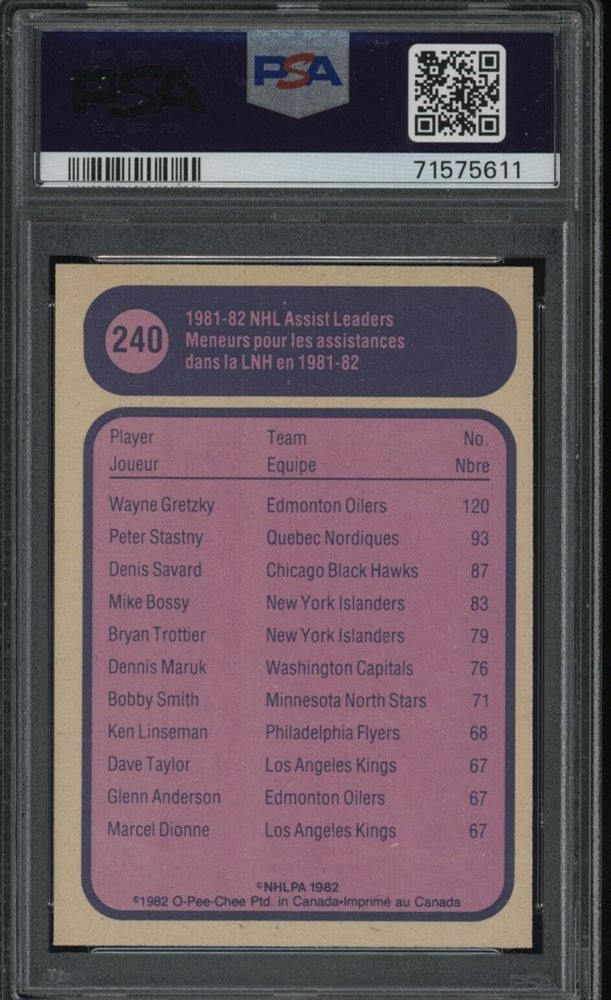 PSA
PSA
71575611
240
1981-82 NHL Assist Leaders
Meneurs pour les assistances
dans la LNH en 1981-82
Player Team No.
Joueur Equipe Nbre
Wayne Gretzky Edmonton Oilers 120
Peter Stastny Quebec Nordiques 93
Denis Savard Chicago Black Hawks 87
Mike Bossy New York Islanders 83
Bryan Trottier New York Islanders 79
Dennis Maruk Washington Capitals 76
Bobby Smith Minnesota North Stars 71
Ken Linseman Philadelphia Flyers 68
Dave Taylor Los Angeles Kings 67
Glenn Anderson Edmonton Oilers 67
Marcel Dionne Los Angeles Kings 67
©NHLPA 1982
©1982 O-Pee-Chee Ptd. in Canada•Imprimé au Canada
PSA